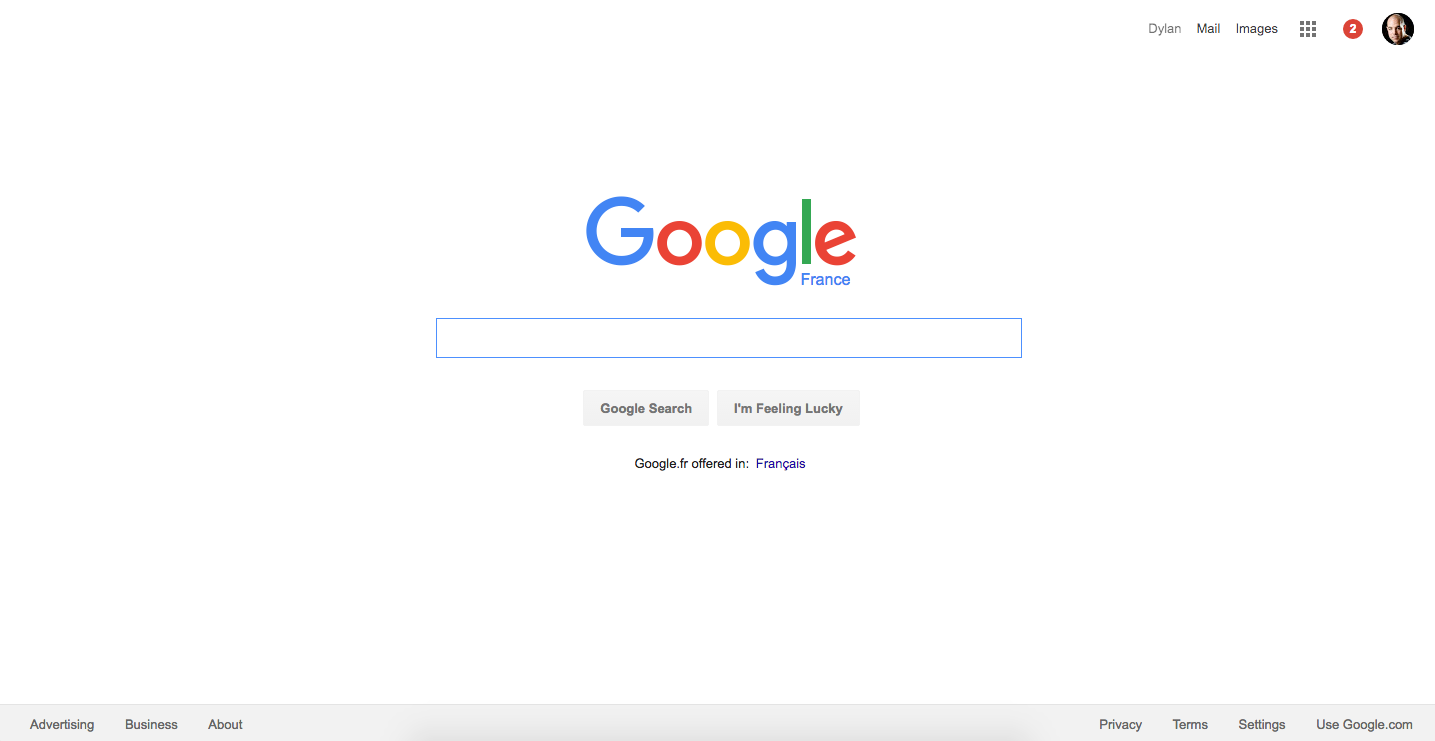 Dylan Mail Images 2
Google
France
Google Search I'm Feeling Lucky
Google.fr offered in: Français
Advertising Business About Privacy Terms Settings Use Google.com